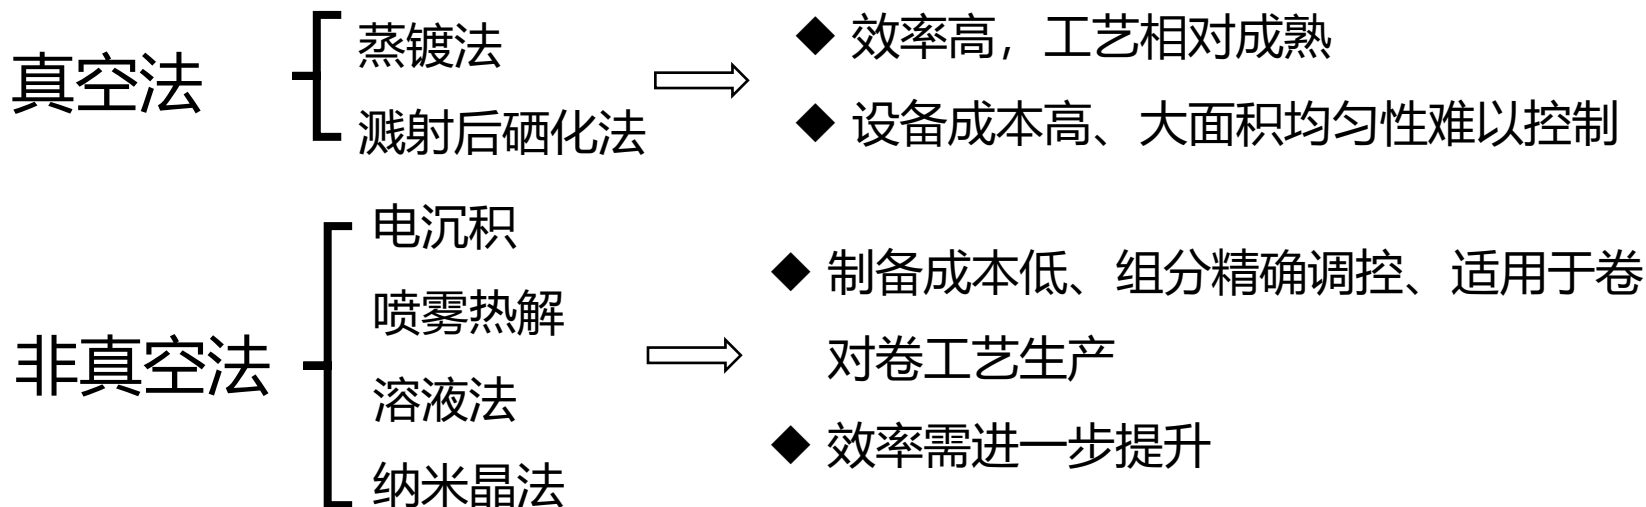 真空法
蒸镀法
溅射后硒化法
◆ 效率高，工艺相对成熟
◆ 设备成本高、大面积均匀性难以控制
非真空法
电沉积
喷雾热解
溶液法
纳米晶法
◆ 制备成本低、组分精确调控、适用于卷
对卷工艺生产
◆ 效率需进一步提升